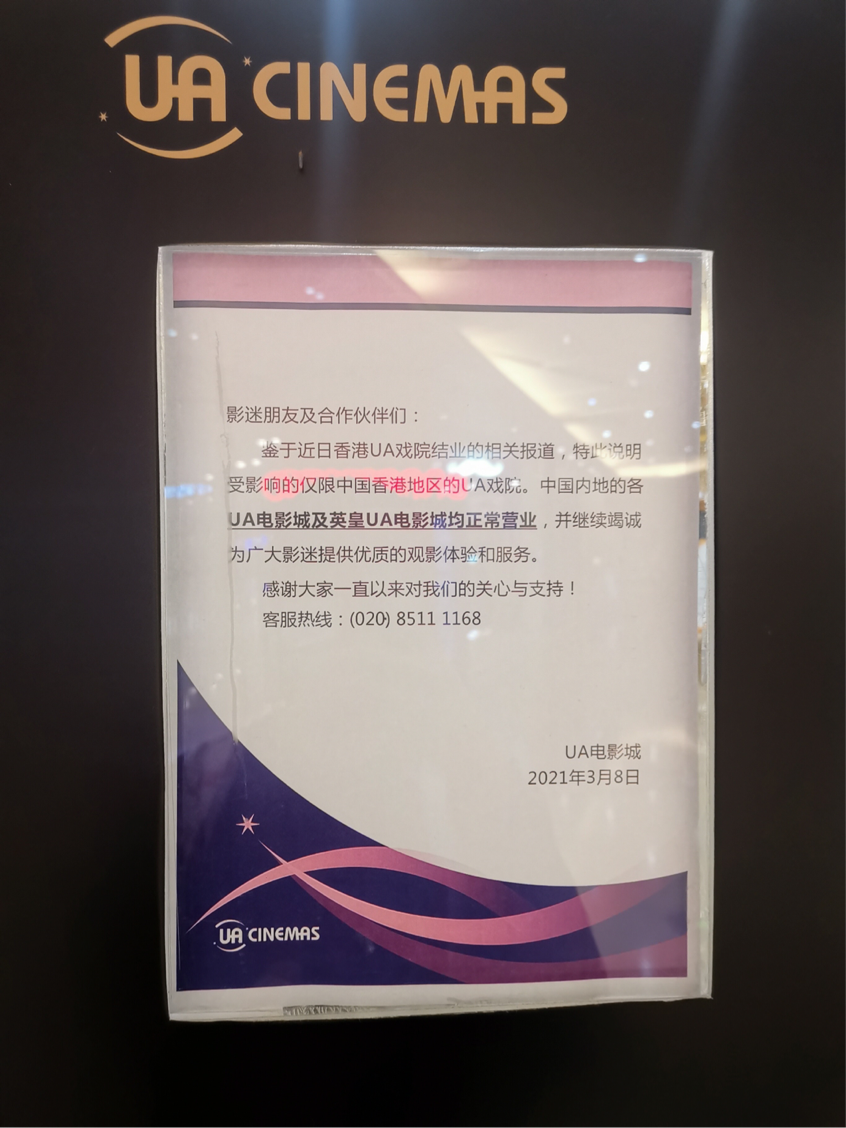 UA CINEMAS
影迷朋友及合作伙伴们：
鉴于近日香港UA戏院结业的相关报道，特此说明
受影响的仅限中国香港地区的UA戏院。中国内地的各
UA电影城及英皇UA电影城均正常营业，并继续竭诚
为广大影迷提供优质的观影体验和服务。
感谢大家一直以来对我们的关心与支持！
客服热线：(020) 8511 1168
UA电影城
2021年3月8日
UA CINEMAS